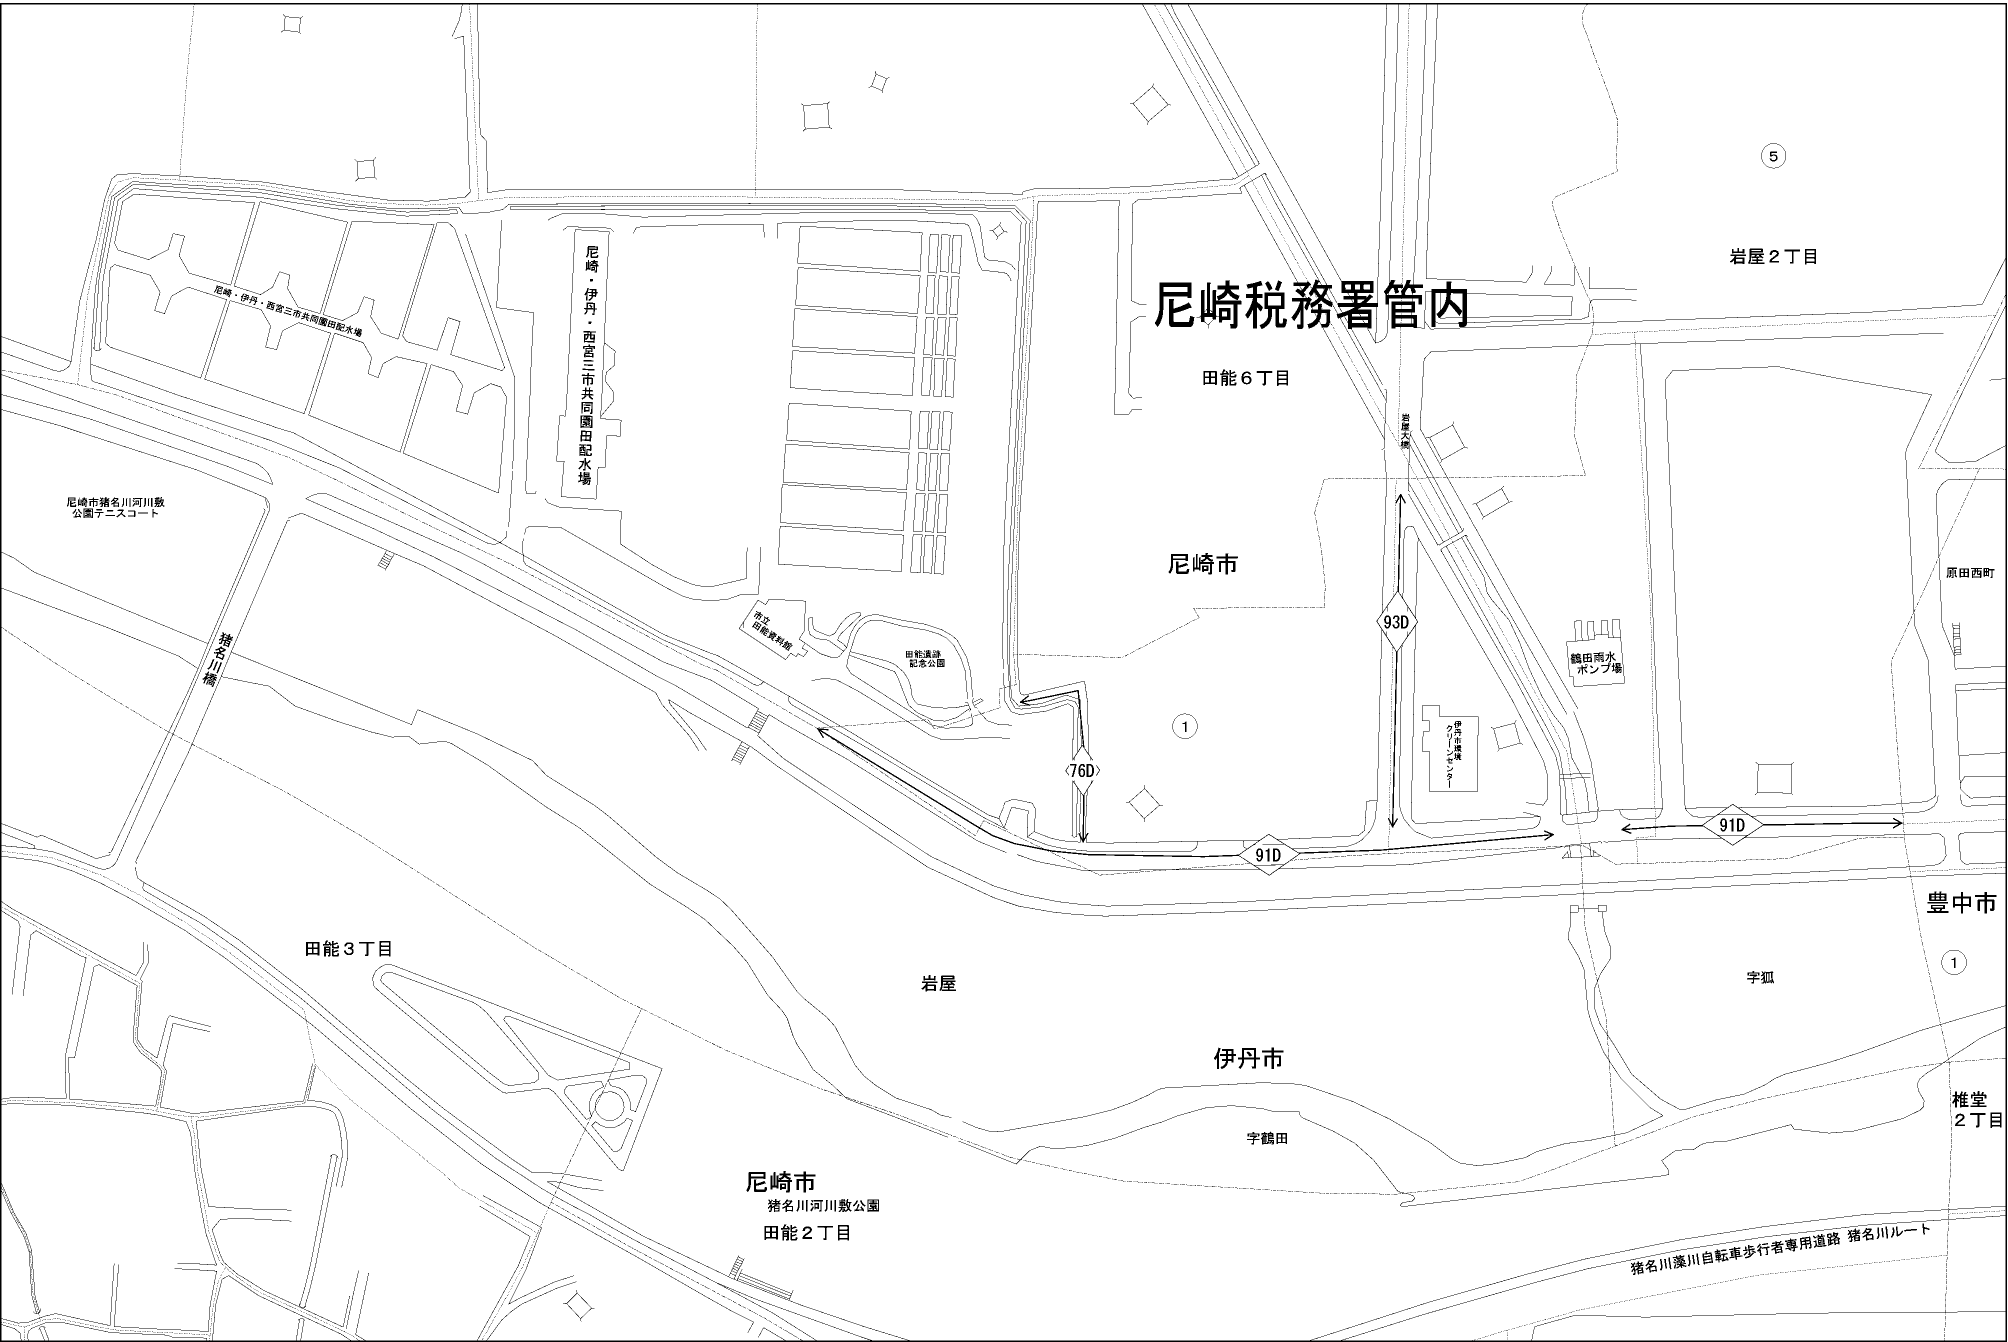 5
岩屋2丁目
尼崎・伊丹・西宮三市共同園田配水場
尼崎・伊丹・西宮三市共同園田配水場
尼崎税務署管内
田能6丁目
岩屋大橋
尼崎市猪名川河川敷
公園テニスコート
尼崎市
原田西町
猪名川橋
市立
田能資料館
田能遺跡
記念公園
93D
鶴田雨水
ポンプ場
1
伊丹市環境
クリーンセンター
76D
91D
91D
豊中市
田能3丁目
岩屋
字狐
1
伊丹市
椎堂
2丁目
字鶴田
尼崎市
猪名川河川敷公園
田能2丁目
猪名川藻川自転車歩行者専用道路 猪名川ルート